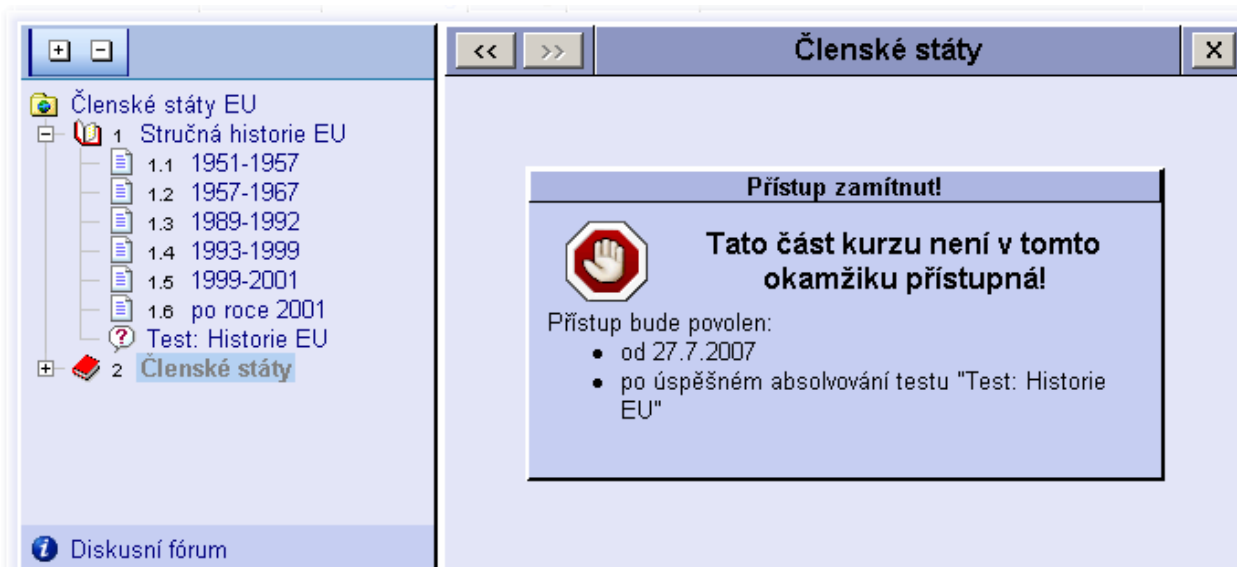 Členské státy EU
1 Stručná historie EU
1.1 1951-1957
1.2 1957-1967
1.3 1989-1992
1.4 1993-1999
1.5 1999-2001
1.6 po roce 2001
Test: Historie EU
2 Členské státy
Diskusní fórum
<< >> Členské státy X
Přístup zamítnut!
Tato část kurzu není v tomto
okamžiku přístupná!
Přístup bude povolen:
● od 27.7.2007
● po úspěšném absolvování testu "Test: Historie
EU"